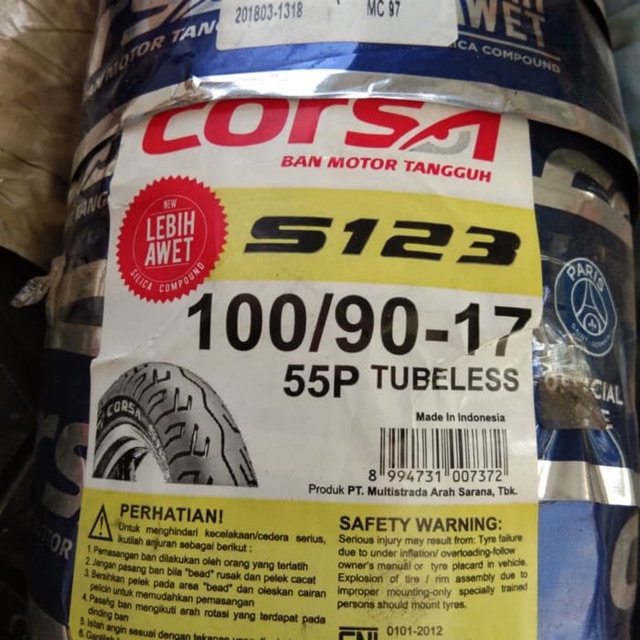 201803-1318
MC 97
AWET
SILICA COMPOUND
BAN MOTOR TANG
CORSA
BAN MOTOR TANGGUH
NEW
LEBIH
AWET
SILICA COMPOUND
S123
100/90-17
55P TUBELESS
CORSA
PARIS
Made In Indonesia
8 994731 007372
Produk PT. Multistrada Arah Sarana, Tbk.
PERHATIAN!
Untuk menghindari kecelakaan/cedera serius,
ikutilah anjuran sebagai berikut :
1. Pemasangan ban dilakukan oleh orang yang terlatih
2. Jangan pasang ban bila "bead" rusak dan pelek cacat
3. Bersihkan pelek pada area "bead" dan oleskan cairan
pelicin untuk memudahkan pemasangan
4. Pasang ban mengikuti arah rotasi yang terdapat pada
dinding ban
SAFETY WARNING:
Serious injury may result from: Tyre failure
due to under inflation/ overloading-follow
owner's manual or tyre placard in vehicle.
Explosion of tire / rim assembly due to
improper mounting-only specially trained
persons should mount tyres.
SNI 0101-2012